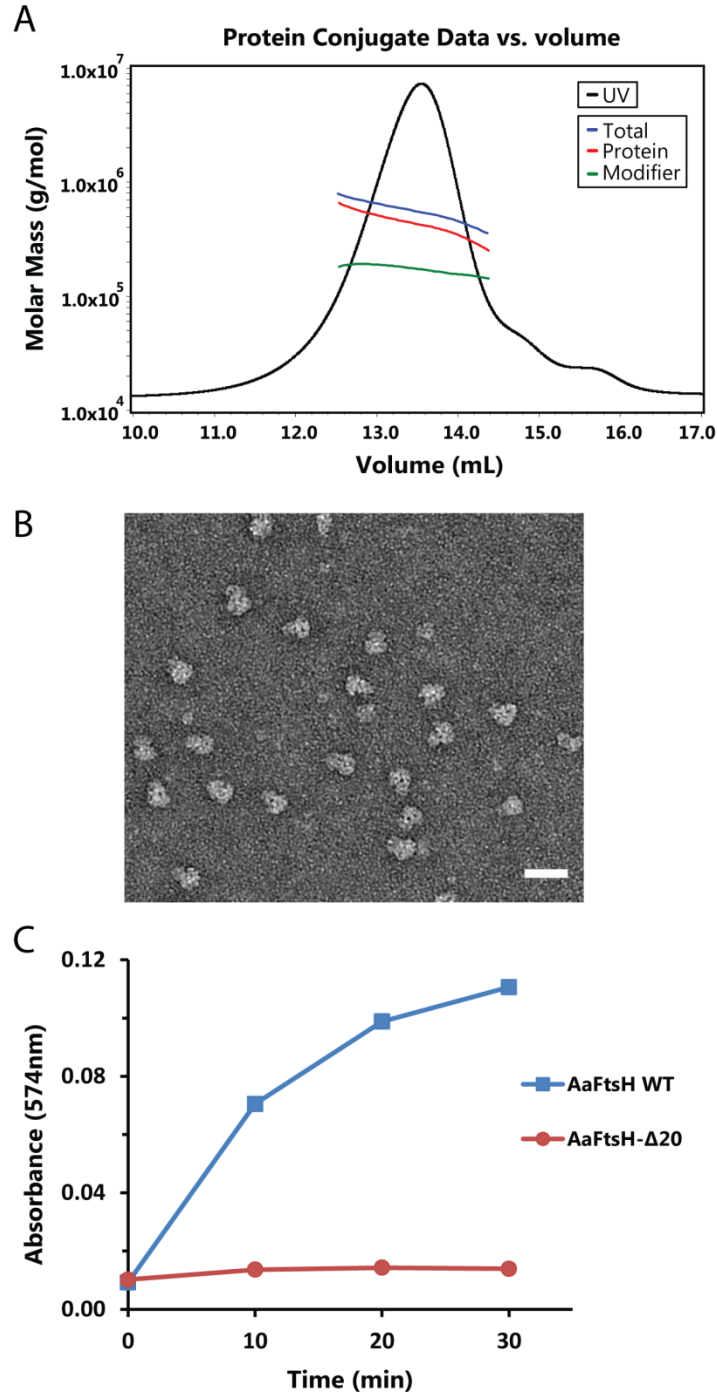 A
Protein Conjugate Data vs. volume
1.0x10⁷
1.0x10⁶
1.0x10⁵
1.0x10⁴
Molar Mass (g/mol)
UV
Total
Protein
Modifier
10.0 11.0 12.0 13.0 14.0 15.0 16.0 17.0
Volume (mL)
B
C
0.12
0.08
0.04
0.00
Absorbance (574nm)
AaFtsH WT
AaFtsH-Δ20
0 10 20 30
Time (min)